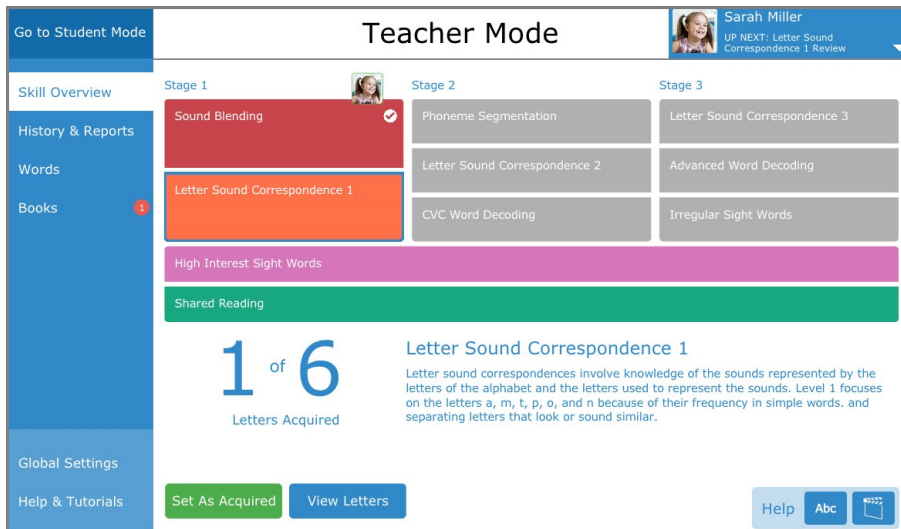 Go to Student Mode
Teacher Mode
Sarah Miller
UP NEXT: Letter Sound
Correspondence 1 Review
Skill Overview
History & Reports
Words
Books 1
Global Settings
Help & Tutorials
Stage 1
Stage 2
Stage 3
Sound Blending
Phoneme Segmentation
Letter Sound Correspondence 3
Letter Sound Correspondence 2
Advanced Word Decoding
Letter Sound Correspondence 1
CVC Word Decoding
Irregular Sight Words
High Interest Sight Words
Shared Reading
1 of 6
Letters Acquired
Letter Sound Correspondence 1
Letter sound correspondences involve knowledge of the sounds represented by the
letters of the alphabet and the letters used to represent the sounds. Level 1 focuses
on the letters a, m, t, p, o, and n because of their frequency in simple words. and
separating letters that look or sound similar.
Set As Acquired
View Letters
Help
Abc